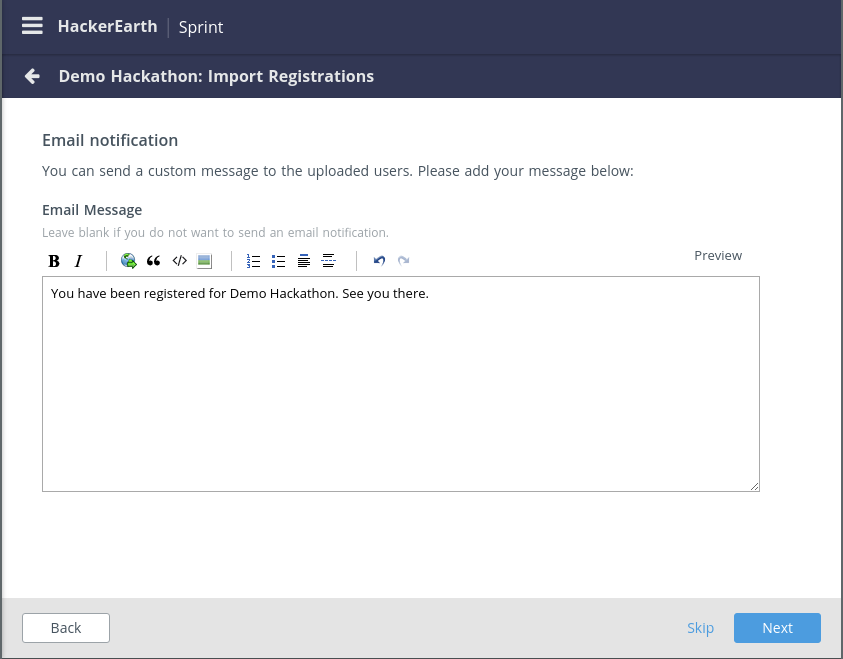 HackerEarth Sprint
Demo Hackathon: Import Registrations
Email notification
You can send a custom message to the uploaded users. Please add your message below:
Email Message
Leave blank if you do not want to send an email notification.
B I </> Preview
You have been registered for Demo Hackathon. See you there.
Back Skip Next